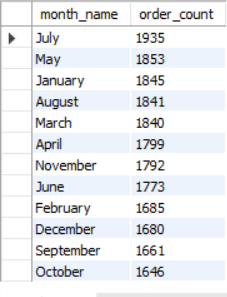 month_name order_count
July 1935
May 1853
January 1845
August 1841
March 1840
April 1799
November 1792
June 1773
February 1685
December 1680
September 1661
October 1646